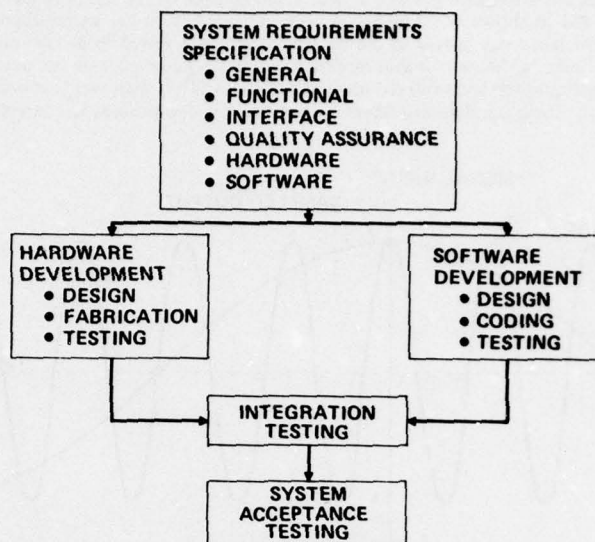 SYSTEM REQUIREMENTS
SPECIFICATION
• GENERAL
FUNCTIONAL
• INTERFACE
• QUALITY ASSURANCE
• HARDWARE
• SOFTWARE
HARDWARE
DEVELOPMENT
• DESIGN
• FABRICATION
• TESTING
SOFTWARE
DEVELOPMENT
• DESIGN
• CODING
• TESTING
INTEGRATION
TESTING
SYSTEM
ACCEPTANCE
TESTING